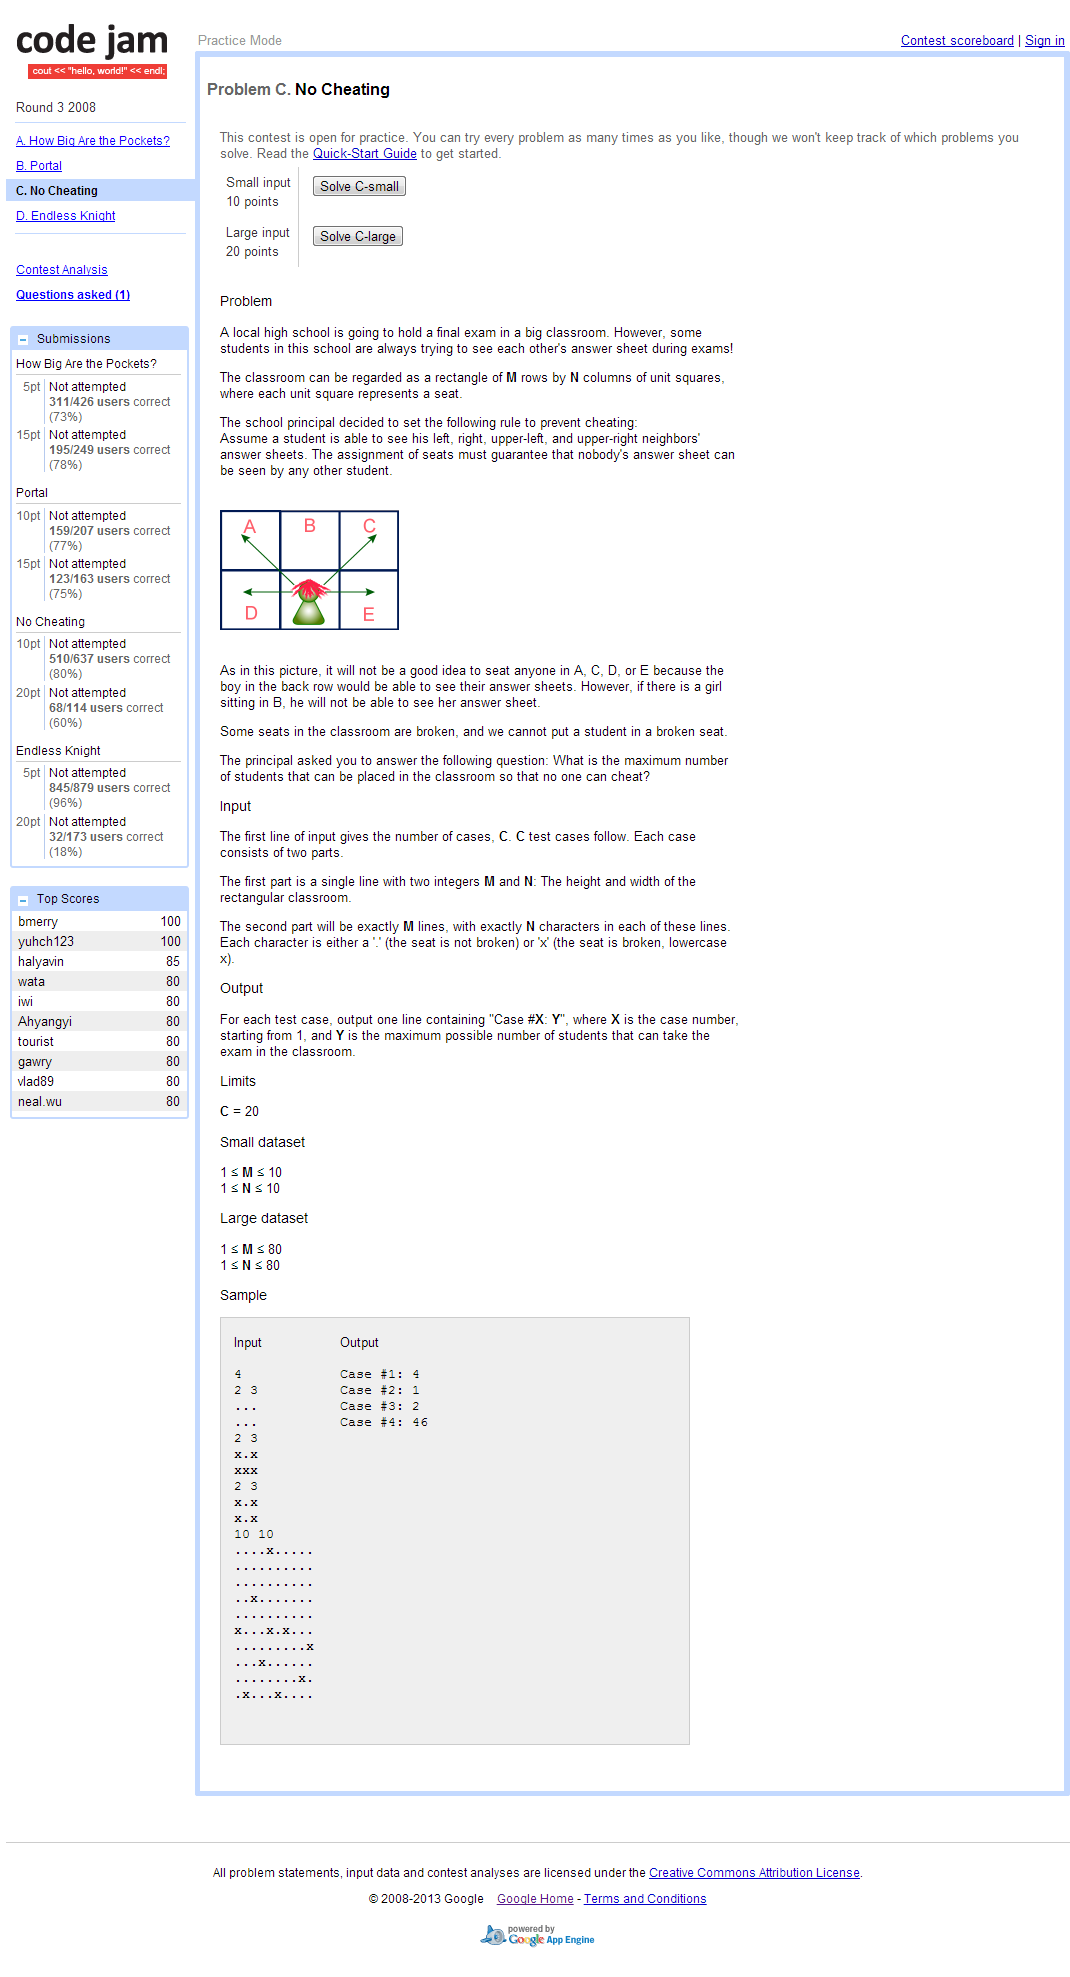 code jam
cout << "hello, world!" << endl;
Practice Mode
Contest scoreboard | Sign in
Round 3 2008
A. How Big Are the Pockets?
B. Portal
C. No Cheating
D. Endless Knight
Contest Analysis
Questions asked (1)
Submissions
How Big Are the Pockets?
5pt Not attempted
311/426 users correct
(73%)
15pt Not attempted
195/249 users correct
(78%)
Portal
10pt Not attempted
159/207 users correct
(77%)
15pt Not attempted
123/163 users correct
(75%)
No Cheating
10pt Not attempted
510/637 users correct
(80%)
20pt Not attempted
68/114 users correct
(60%)
Endless Knight
5pt Not attempted
845/879 users correct
(96%)
20pt Not attempted
32/173 users correct
(18%)
Top Scores
bmerry 100
yuhch123 100
halyavin 85
wata 80
iwi 80
Ahyangyi 80
tourist 80
gawry 80
vlad89 80
neal.wu 80
Problem C. No Cheating
This contest is open for practice. You can try every problem as many times as you like, though we won't keep track of which problems you
solve. Read the Quick-Start Guide to get started.
Small input
10 points
Solve C-small
Large input
20 points
Solve C-large
Problem
A local high school is going to hold a final exam in a big classroom. However, some
students in this school are always trying to see each other's answer sheet during exams!
The classroom can be regarded as a rectangle of M rows by N columns of unit squares,
where each unit square represents a seat.
The school principal decided to set the following rule to prevent cheating:
Assume a student is able to see his left, right, upper-left, and upper-right neighbors'
answer sheets. The assignment of seats must guarantee that nobody's answer sheet can
be seen by any other student.
A B C
D E
As in this picture, it will not be a good idea to seat anyone in A, C, D, or E because the
boy in the back row would be able to see their answer sheets. However, if there is a girl
sitting in B, he will not be able to see her answer sheet.
Some seats in the classroom are broken, and we cannot put a student in a broken seat.
The principal asked you to answer the following question: What is the maximum number
of students that can be placed in the classroom so that no one can cheat?
Input
The first line of input gives the number of cases, C. C test cases follow. Each case
consists of two parts.
The first part is a single line with two integers M and N: The height and width of the
rectangular classroom.
The second part will be exactly M lines, with exactly N characters in each of these lines.
Each character is either a '.' (the seat is not broken) or 'x' (the seat is broken, lowercase
x).
Output
For each test case, output one line containing "Case #X: Y", where X is the case number,
starting from 1, and Y is the maximum possible number of students that can take the
exam in the classroom.
Limits
C = 20
Small dataset
1 ≤ M ≤ 10
1 ≤ N ≤ 10
Large dataset
1 ≤ M ≤ 80
1 ≤ N ≤ 80
Sample
Input
4
2 3
...
...
2 3
x.x
xxx
2 3
x.x
x.x
10 10
....x.....
..........
..........
..x.......
..........
x...x.x...
.........x
...x......
........x.
.x...x....
Output
Case #1: 4
Case #2: 1
Case #3: 2
Case #4: 46
All problem statements, input data and contest analyses are licensed under the Creative Commons Attribution License.
© 2008-2013 Google Google Home - Terms and Conditions
powered by
Google App Engine